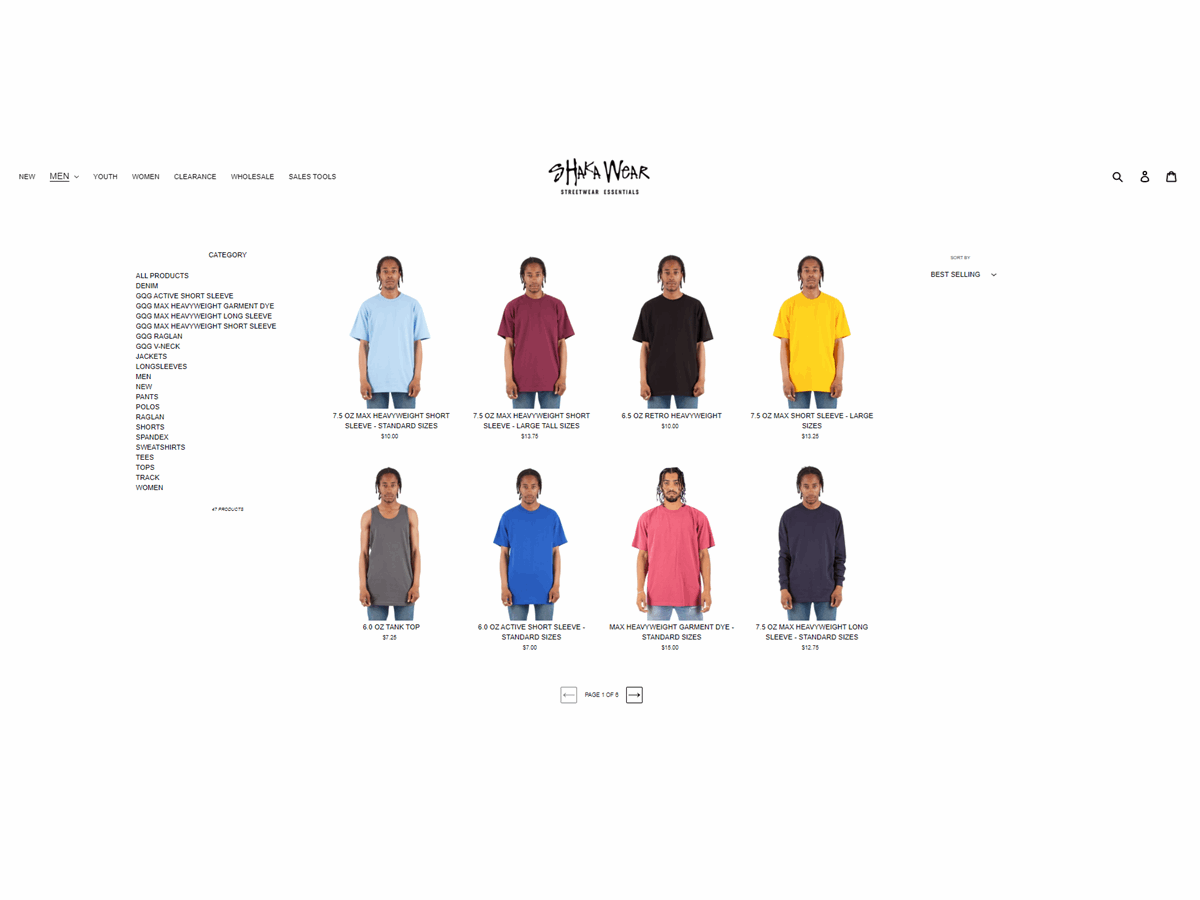 NEW MEN YOUTH WOMEN CLEARANCE WHOLESALE SALES TOOLS
SHAKA WEAR
STREETWEAR ESSENTIALS
CATEGORY
ALL PRODUCTS
DENIM
GQG ACTIVE SHORT SLEEVE
GQG MAX HEAVYWEIGHT GARMENT DYE
GQG MAX HEAVYWEIGHT LONG SLEEVE
GQG MAX HEAVYWEIGHT SHORT SLEEVE
GQG RAGLAN
GQG V-NECK
JACKETS
LONGSLEEVES
MEN
NEW
PANTS
POLOS
RAGLAN
SHORTS
SPANDEX
SWEATSHIRTS
TEES
TOPS
TRACK
WOMEN
47 PRODUCTS
SORT BY
BEST SELLING
7.5 OZ MAX HEAVYWEIGHT SHORT
SLEEVE - STANDARD SIZES
$10.00
7.5 OZ MAX HEAVYWEIGHT SHORT
SLEEVE - LARGE TALL SIZES
$13.75
6.5 OZ RETRO HEAVYWEIGHT
$10.00
7.5 OZ MAX SHORT SLEEVE - LARGE
SIZES
$13.25
6.0 OZ TANK TOP
$7.25
6.0 OZ ACTIVE SHORT SLEEVE -
STANDARD SIZES
$7.00
MAX HEAVYWEIGHT GARMENT DYE -
STANDARD SIZES
$15.00
7.5 OZ MAX HEAVYWEIGHT LONG
SLEEVE - STANDARD SIZES
$12.75
PAGE 1 OF 6